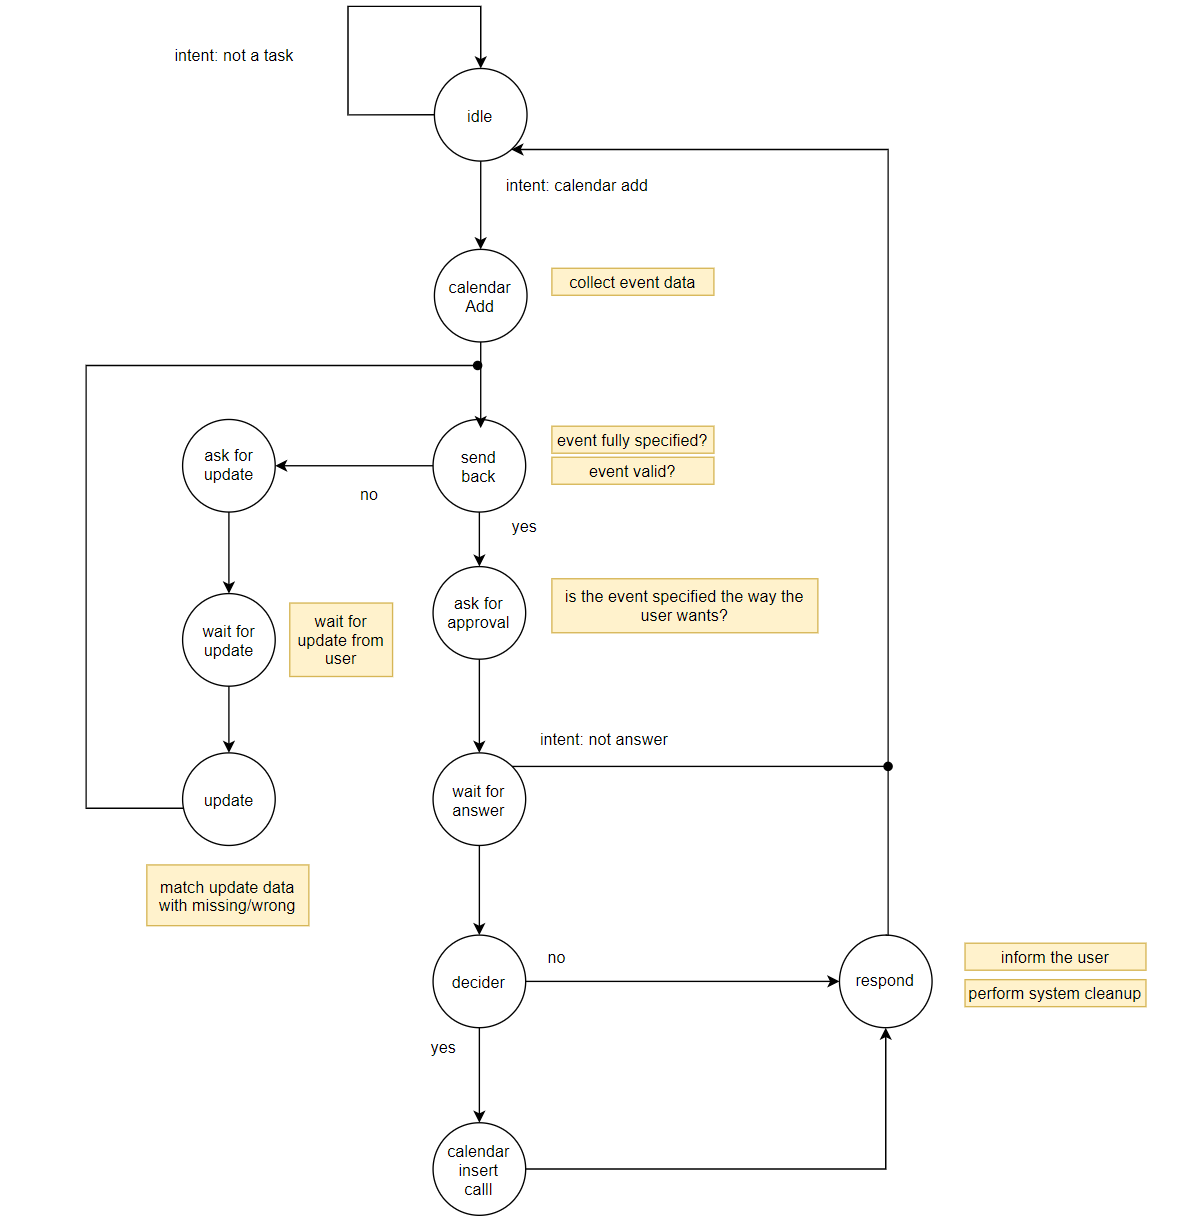 intent: not a task
idle
intent: calendar add
calendar
Add
collect event data
send
back
event fully specified?
event valid?
ask for
update
no
yes
ask for
approval
is the event specified the way the
user wants?
wait for
update
wait for
update from
user
intent: not answer
wait for
answer
update
match update data
with missing/wrong
decider
no
respond
inform the user
perform system cleanup
yes
calendar
insert
calll